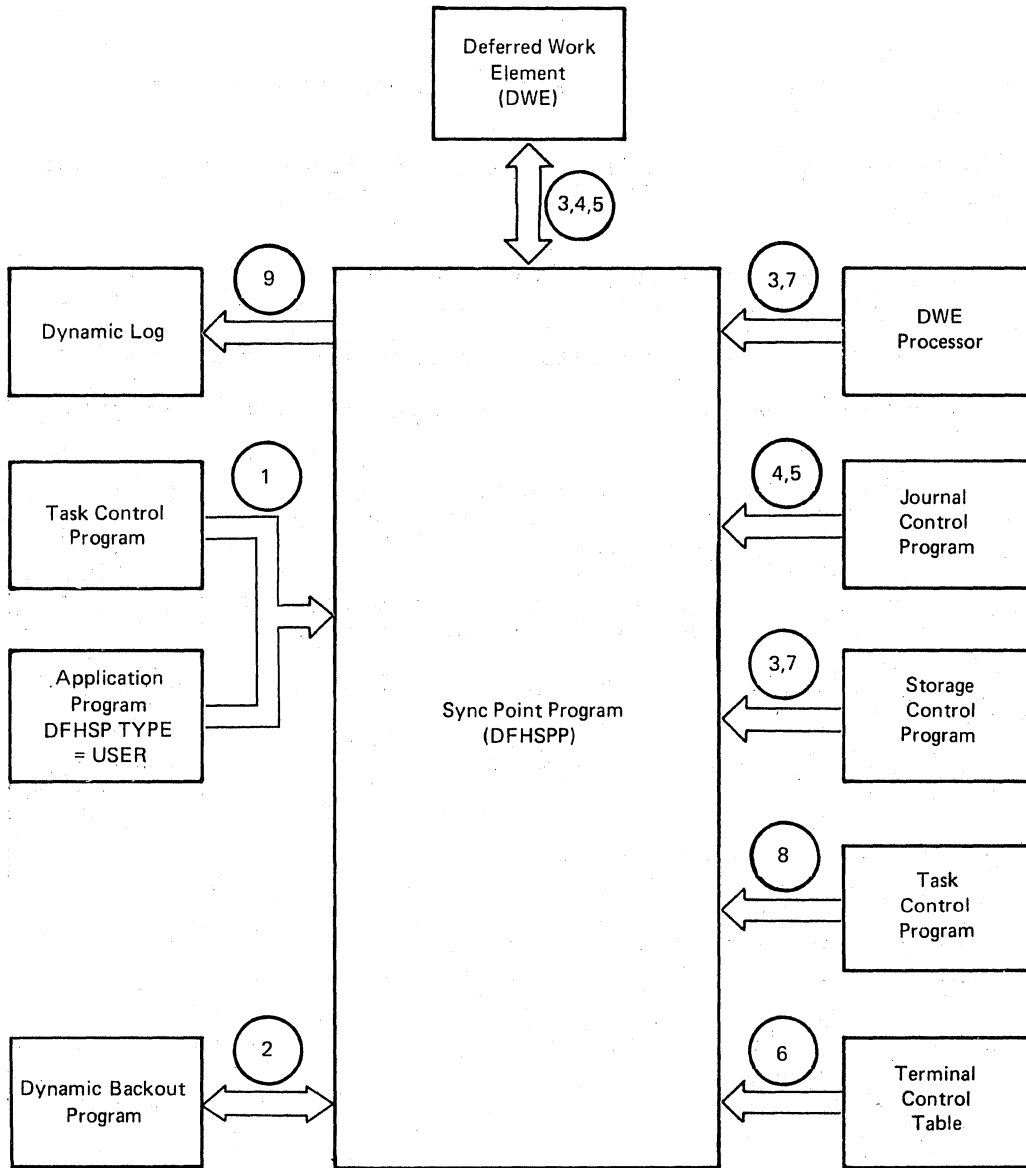 Deferred Work
Element
(DWE)
3,4,5
9
3,7
Dynamic Log
DWE
Processor
1
4,5
Task Control
Program
Journal
Control
Program
3,7
Application
Program
DFHSP TYPE
= USER
Sync Point Program
(DFHSPP)
Storage
Control
Program
8
Task
Control
Program
2
6
Dynamic Backout
Program
Terminal
Control
Table